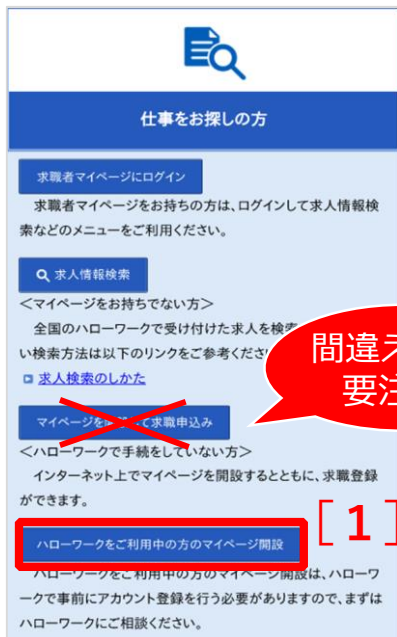 仕事をお探しの方
求職者マイページにログイン
求職者マイページをお持ちの方は、ログインして求人情報検
索などのメニューをご利用ください。
求人情報検索
<マイページをお持ちでない方>
全国のハローワークで受け付けた求人を検索
い検索方法は以下のリンクをご参考くださ
間違え
要注
求人検索のしかた
マイページを開設して求職申込み
<ハローワークで手続をしていない方>
インターネット上でマイページを開設するとともに、求職登録
ができます。
[1]
ハローワークをご利用中の方のマイページ開設
ハローワークをご利用中の方のマイページ開設は、ハローワ
ークで事前にアカウント登録を行う必要がありますので、まずは
ハローワークにご相談ください。